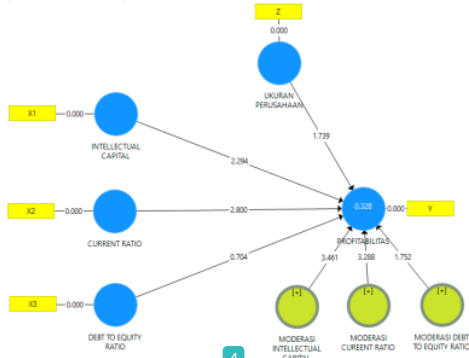 Z
0.000
UKURAN
PERUSAHAAN
1.739
X1
0.000
INTELLECTUAL
CAPITAL
2.294
X2
0.000
CURRENT RATIO
2.800
0.328
0.000
Y
PROFITABILITAS
0.704
X3
0.000
DEBT TO EQUITY
RATIO
3.461
3.288
1.752
[+]
[+]
[+]
MODERASI
INTELLECTUAL
CAPITAL
MODERASI
CUREENT RATIO
MODERASI DEBT
TO EQUITY RATIO
4